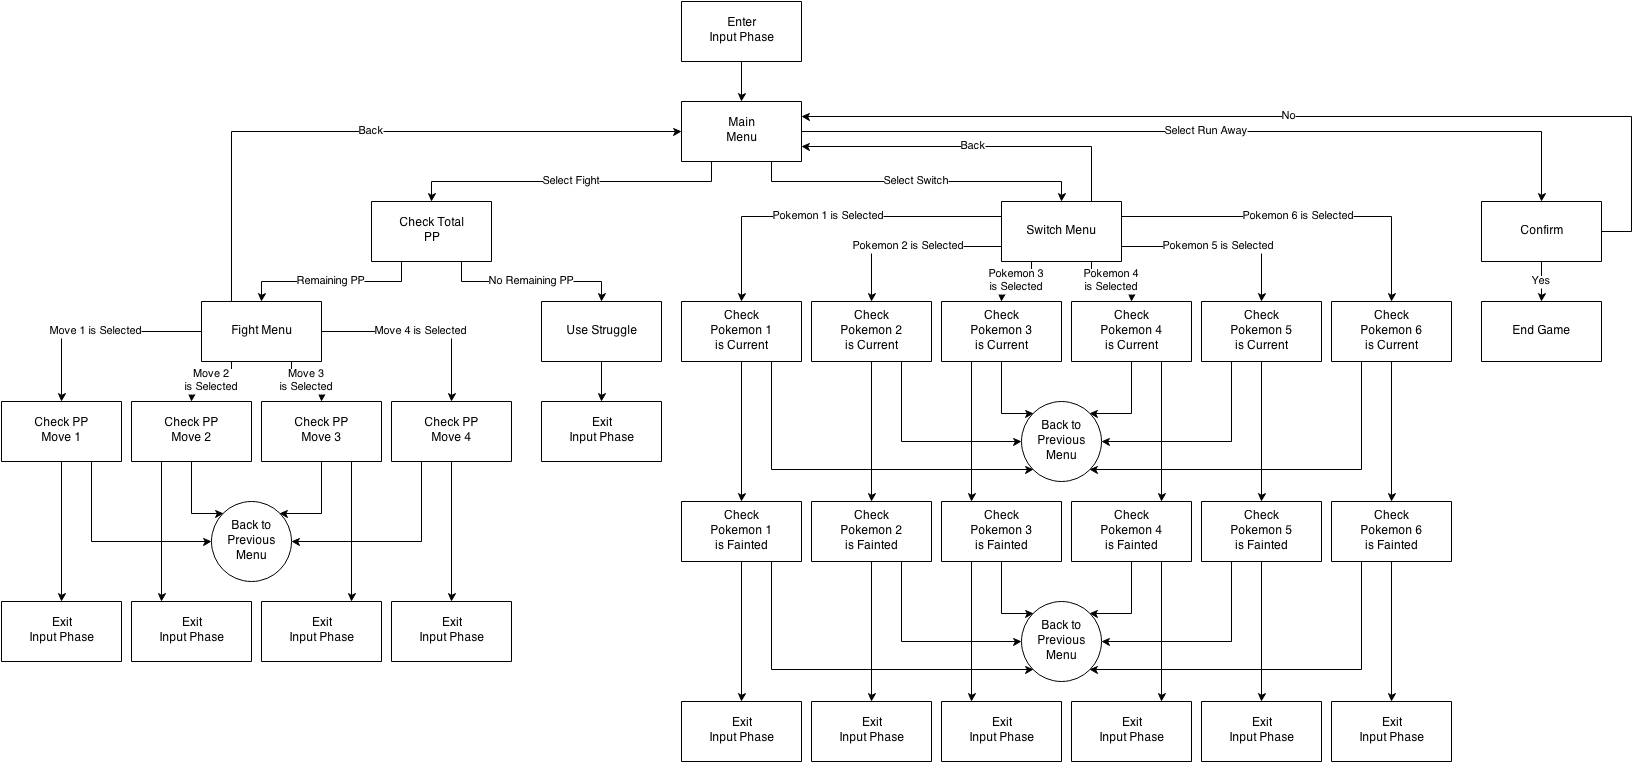 Enter
Input Phase
Main
Menu
No
Select Run Away
Back
Back
Select Fight
Select Switch
Check Total
PP
Switch Menu
Confirm
Pokemon 1 is Selected
Pokemon 6 is Selected
Pokemon 2 is Selected
Pokemon 5 is Selected
Pokemon 3
is Selected
Pokemon 4
is Selected
Remaining PP
No Remaining PP
Yes
Fight Menu
Use Struggle
Check
Pokemon 1
is Current
Check
Pokemon 2
is Current
Check
Pokemon 3
is Current
Check
Pokemon 4
is Current
Check
Pokemon 5
is Current
Check
Pokemon 6
is Current
End Game
Move 1 is Selected
Move 4 is Selected
Move 2
is Selected
Move 3
is Selected
Check PP
Move 1
Check PP
Move 2
Check PP
Move 3
Check PP
Move 4
Exit
Input Phase
Back to
Previous
Menu
Back to
Previous
Menu
Check
Pokemon 1
is Fainted
Check
Pokemon 2
is Fainted
Check
Pokemon 3
is Fainted
Check
Pokemon 4
is Fainted
Check
Pokemon 5
is Fainted
Check
Pokemon 6
is Fainted
Exit
Input Phase
Exit
Input Phase
Exit
Input Phase
Exit
Input Phase
Back to
Previous
Menu
Exit
Input Phase
Exit
Input Phase
Exit
Input Phase
Exit
Input Phase
Exit
Input Phase
Exit
Input Phase